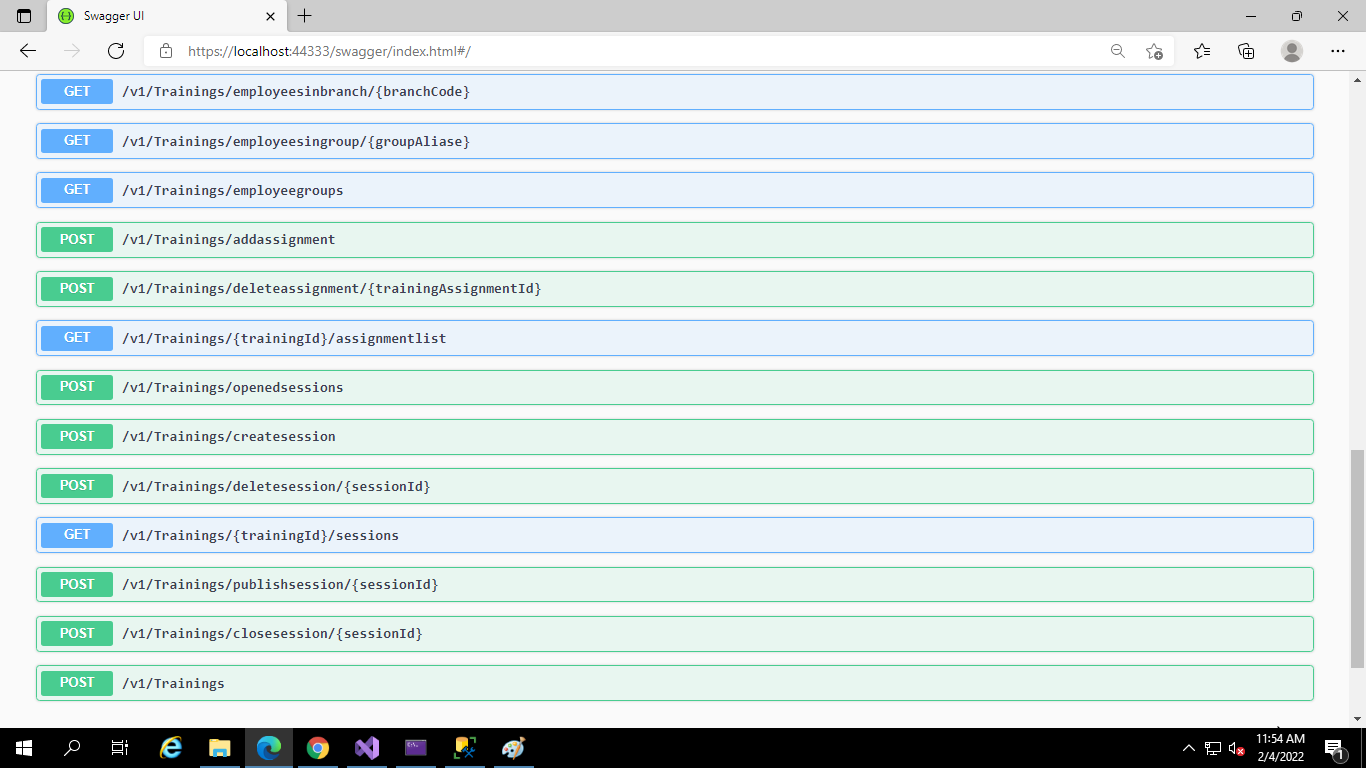 Swagger UI
https://localhost:44333/swagger/index.html#/
GET /v1/Trainings/employeesinbranch/{branchCode}
GET /v1/Trainings/employeesingroup/{groupAliase}
GET /v1/Trainings/employeegroups
POST /v1/Trainings/addassignment
POST /v1/Trainings/deleteassignment/{trainingAssignmentId}
GET /v1/Trainings/{trainingId}/assignmentlist
POST /v1/Trainings/openedsessions
POST /v1/Trainings/createsession
POST /v1/Trainings/deletesession/{sessionId}
GET /v1/Trainings/{trainingId}/sessions
POST /v1/Trainings/publishsession/{sessionId}
POST /v1/Trainings/closesession/{sessionId}
POST /v1/Trainings
11:54 AM
2/4/2022
1